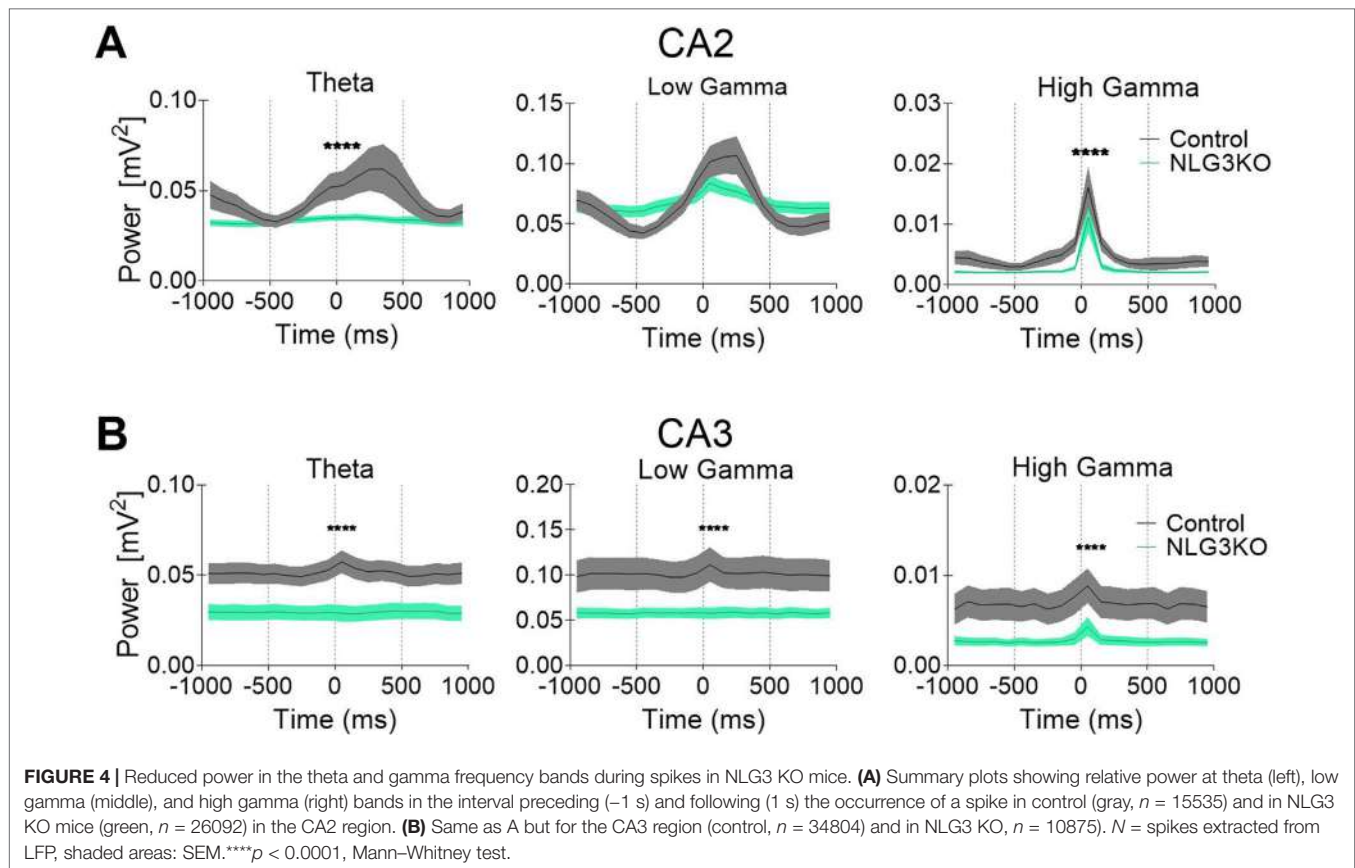 A
CA2
Theta
Low Gamma
High Gamma
****
****
Control
NLG3KO
Power [mV²]
0.10
0.05
0.00
0.15
0.10
0.05
0.00
0.03
0.02
0.01
0.00
-1000 -500 0 500 1000
-1000 -500 0 500 1000
-1000 -500 0 500 1000
Time (ms)
Time (ms)
Time (ms)
B
CA3
Theta
Low Gamma
High Gamma
****
****
****
Control
NLG3KO
Power [mV²]
0.10
0.05
0.00
0.20
0.15
0.10
0.05
0.00
0.02
0.01
0.00
-1000 -500 0 500 1000
-1000 -500 0 500 1000
-1000 -500 0 500 1000
Time (ms)
Time (ms)
Time (ms)
FIGURE 4 | Reduced power in the theta and gamma frequency bands during spikes in NLG3 KO mice. (A) Summary plots showing relative power at theta (left), low
gamma (middle), and high gamma (right) bands in the interval preceding (−1 s) and following (1 s) the occurrence of a spike in control (gray, n = 15535) and in NLG3
KO mice (green, n = 26092) in the CA2 region. (B) Same as A but for the CA3 region (control, n = 34804) and in NLG3 KO, n = 10875). N = spikes extracted from
LFP, shaded areas: SEM.****p < 0.0001, Mann–Whitney test.